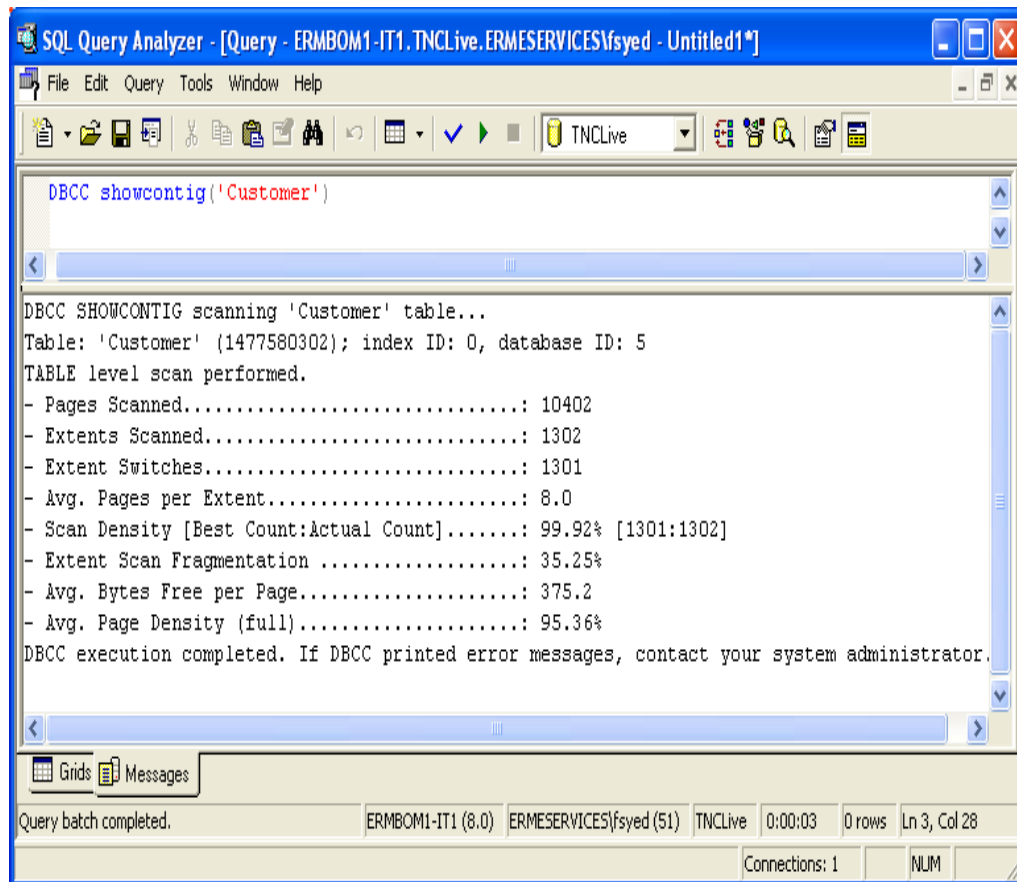 SQL Query Analyzer - [Query - ERMBOM1-IT1.TNCLive.ERMESERVICES\fsyed - Untitled1*]
File Edit Query Tools Window Help
TNCLive
DBCC showcontig('Customer')
DBCC SHOWCONTIG scanning 'Customer' table...
Table: 'Customer' (1477580302); index ID: 0, database ID: 5
TABLE level scan performed.
- Pages Scanned................................: 10402
- Extents Scanned..............................: 1302
- Extent Switches..............................: 1301
- Avg. Pages per Extent........................: 8.0
- Scan Density [Best Count:Actual Count].......: 99.92% [1301:1302]
- Extent Scan Fragmentation ...................: 35.25%
- Avg. Bytes Free per Page.....................: 375.2
- Avg. Page Density (full).....................: 95.36%
DBCC execution completed. If DBCC printed error messages, contact your system administrator.
Grids Messages
Query batch completed. ERMBOM1-IT1 (8.0) ERMESERVICES\fsyed (51) TNCLive 0:00:03 0 rows Ln 3, Col 28
Connections: 1 NUM